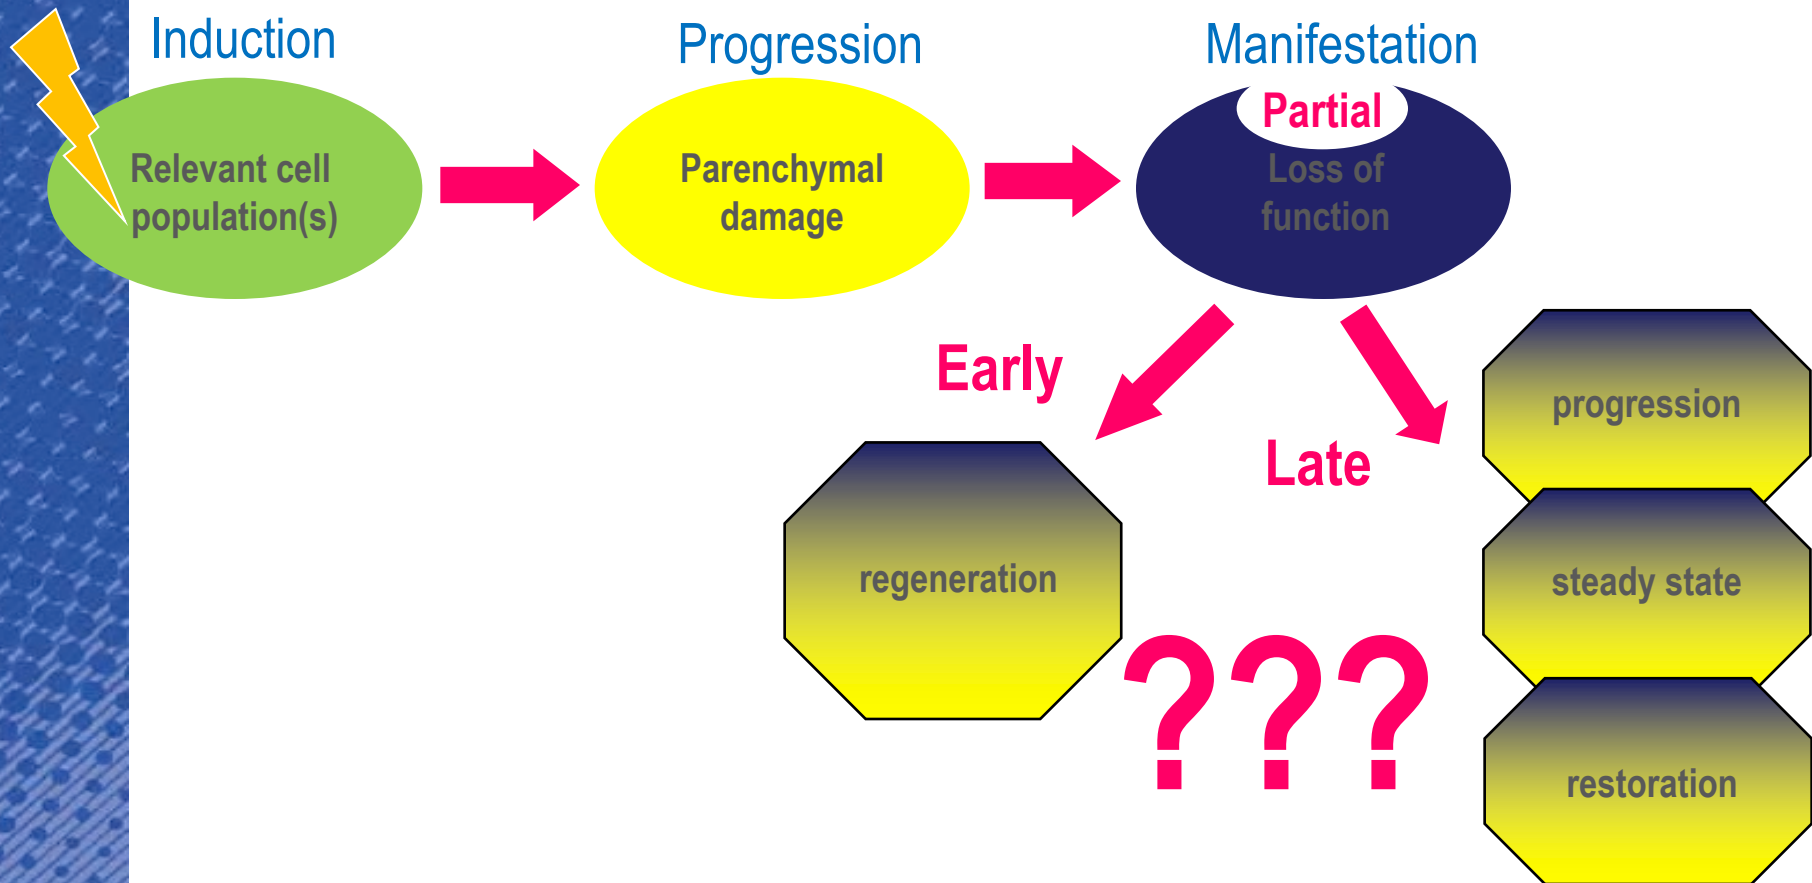 Induction
Progression
Manifestation
Relevant cell
population(s)
Parenchymal
damage
Partial
Loss of
function
Early
Late
regeneration
progression
steady state
restoration
???